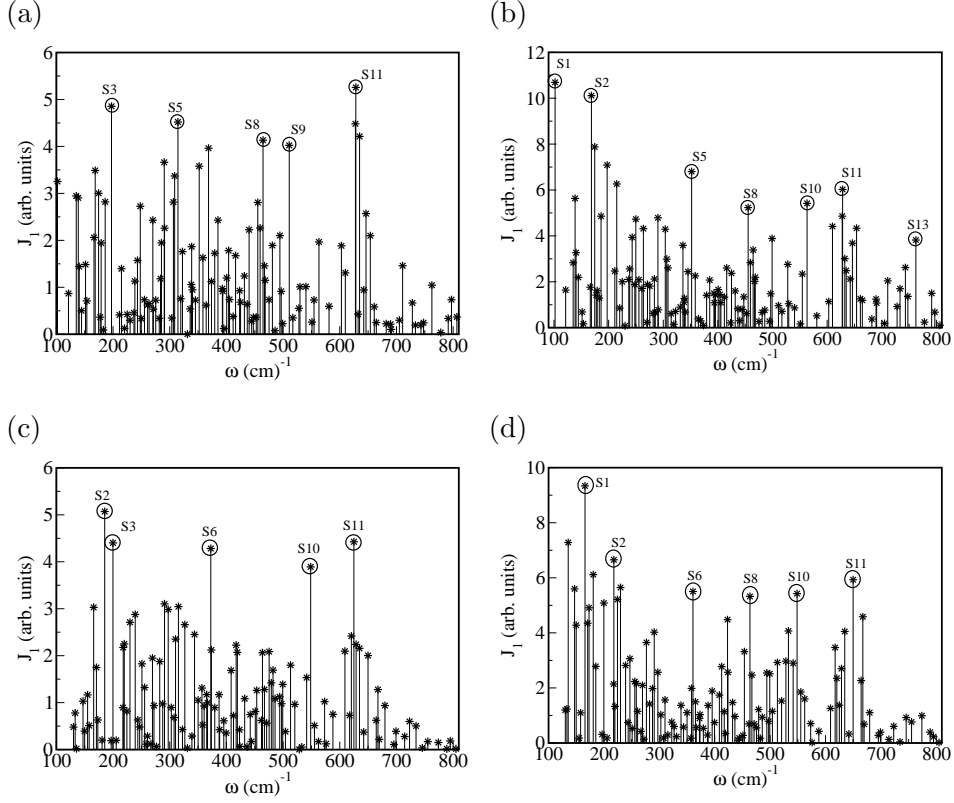 (a)
(b)
6
5
4
3
2
1
0
J₁ (arb. units)
S3
S5
S8
S9
S11
100 200 300 400 500 600 700 800
ω (cm)⁻¹
12
10
8
6
4
2
0
J₁ (arb. units)
S1
S2
S5
S8
S10
S11
S13
100 200 300 400 500 600 700 800
ω (cm)⁻¹
(c)
(d)
6
5
4
3
2
1
0
J₁ (arb. units)
S2
S3
S6
S10
S11
100 200 300 400 500 600 700 800
ω (cm)⁻¹
10
8
6
4
2
0
J₁ (arb. units)
S1
S2
S6
S8
S10
S11
100 200 300 400 500 600 700 800
ω (cm)⁻¹